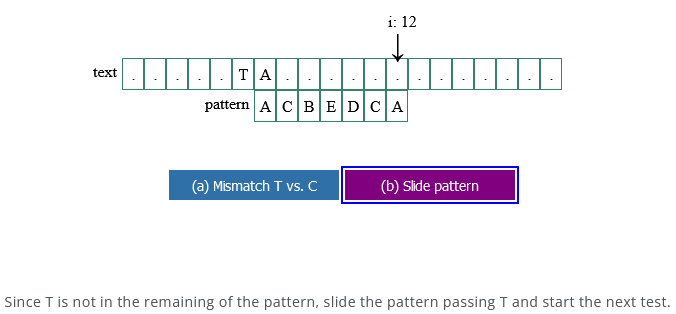 i: 12
text . . . . . T A . . . . . . . . . . . . .
pattern A C B E D C A
(a) Mismatch T vs. C (b) Slide pattern
Since T is not in the remaining of the pattern, slide the pattern passing T and start the next test.